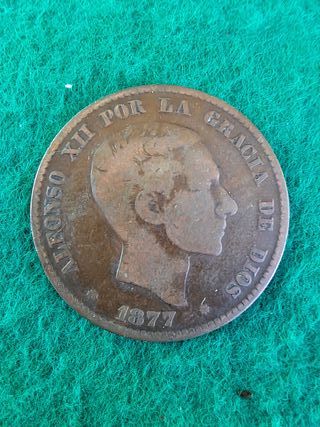 ALFONSO XII POR LA GRACIA DE DIOS
1877